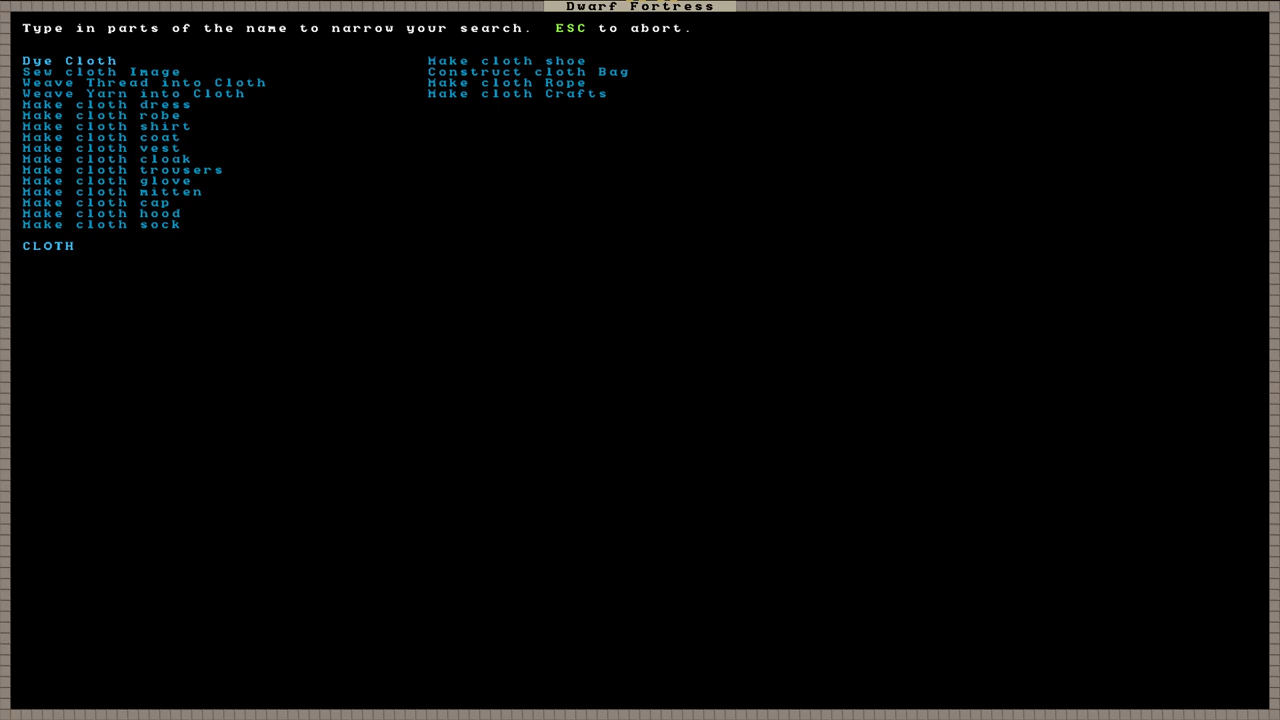 Dwarf Fortress
Type in parts of the name to narrow your search.  ESC to abort.
Dye Cloth
Sew cloth Image
Weave Thread into Cloth
Weave Yarn into Cloth
Make cloth dress
Make cloth robe
Make cloth shirt
Make cloth coat
Make cloth vest
Make cloth cloak
Make cloth trousers
Make cloth glove
Make cloth mitten
Make cloth cap
Make cloth hood
Make cloth sock
Make cloth shoe
Construct cloth Bag
Make cloth Rope
Make cloth Crafts
CLOTH